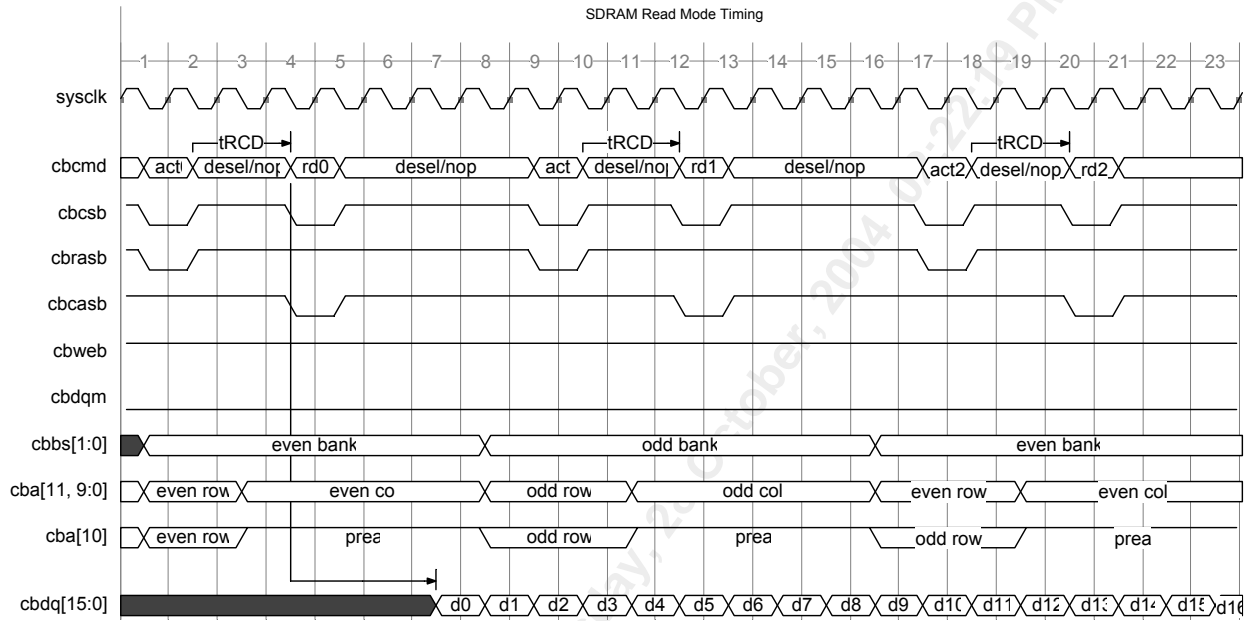 SDRAM Read Mode Timing
1 2 3 4 5 6 7 8 9 10 11 12 13 14 15 16 17 18 19 20 21 22 23
sysclk
tRCD tRCD tRCD
cbcmd act desel/nop rd0 desel/nop act desel/nop rd1 desel/nop act2 desel/nop rd2
cbcsb
cbrasb
cbcasb
cbweb
cbdqm
cbbs[1:0] even bank odd bank even bank
cba[11, 9:0] even row even co odd row odd col even row even col
cba[10] even row prea odd row prea odd row prea
cbdq[15:0] d0 d1 d2 d3 d4 d5 d6 d7 d8 d9 d10 d11 d12 d13 d14 d15 d16
October, 2004